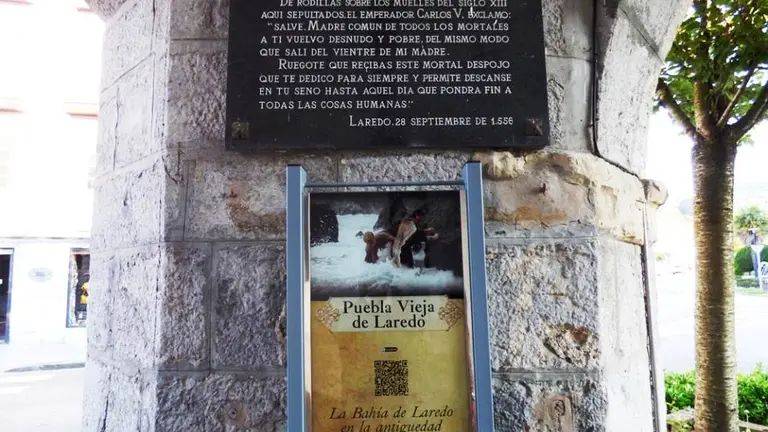 DE RODILLAS SOBRE LOS MUELLES DEL SIGLO XIII
AQUI SEPULTADOS, EL EMPERADOR CARLOS V. EXCLAMO:
"SALVE, MADRE COMUN DE TODOS LOS MORTALES
A TI VUELVO DESNUDO Y POBRE, DEL MISMO MODO
QUE SALI DEL VIENTRE DE MI MADRE.
RUEGOTE QUE REÇIBAS ESTE MORTAL DESPOJO
QUE TE DEDICO PARA SIEMPRE Y PERMITE DESCANSE
EN TU SENO HASTA AQUEL DIA QUE PONDRA FIN A
TODAS LAS COSAS HUMANAS."
LAREDO, 28 SEPTIEMBRE DE 1.556
Puebla Vieja
de Laredo
La Bahía de Laredo
en la antiguedad